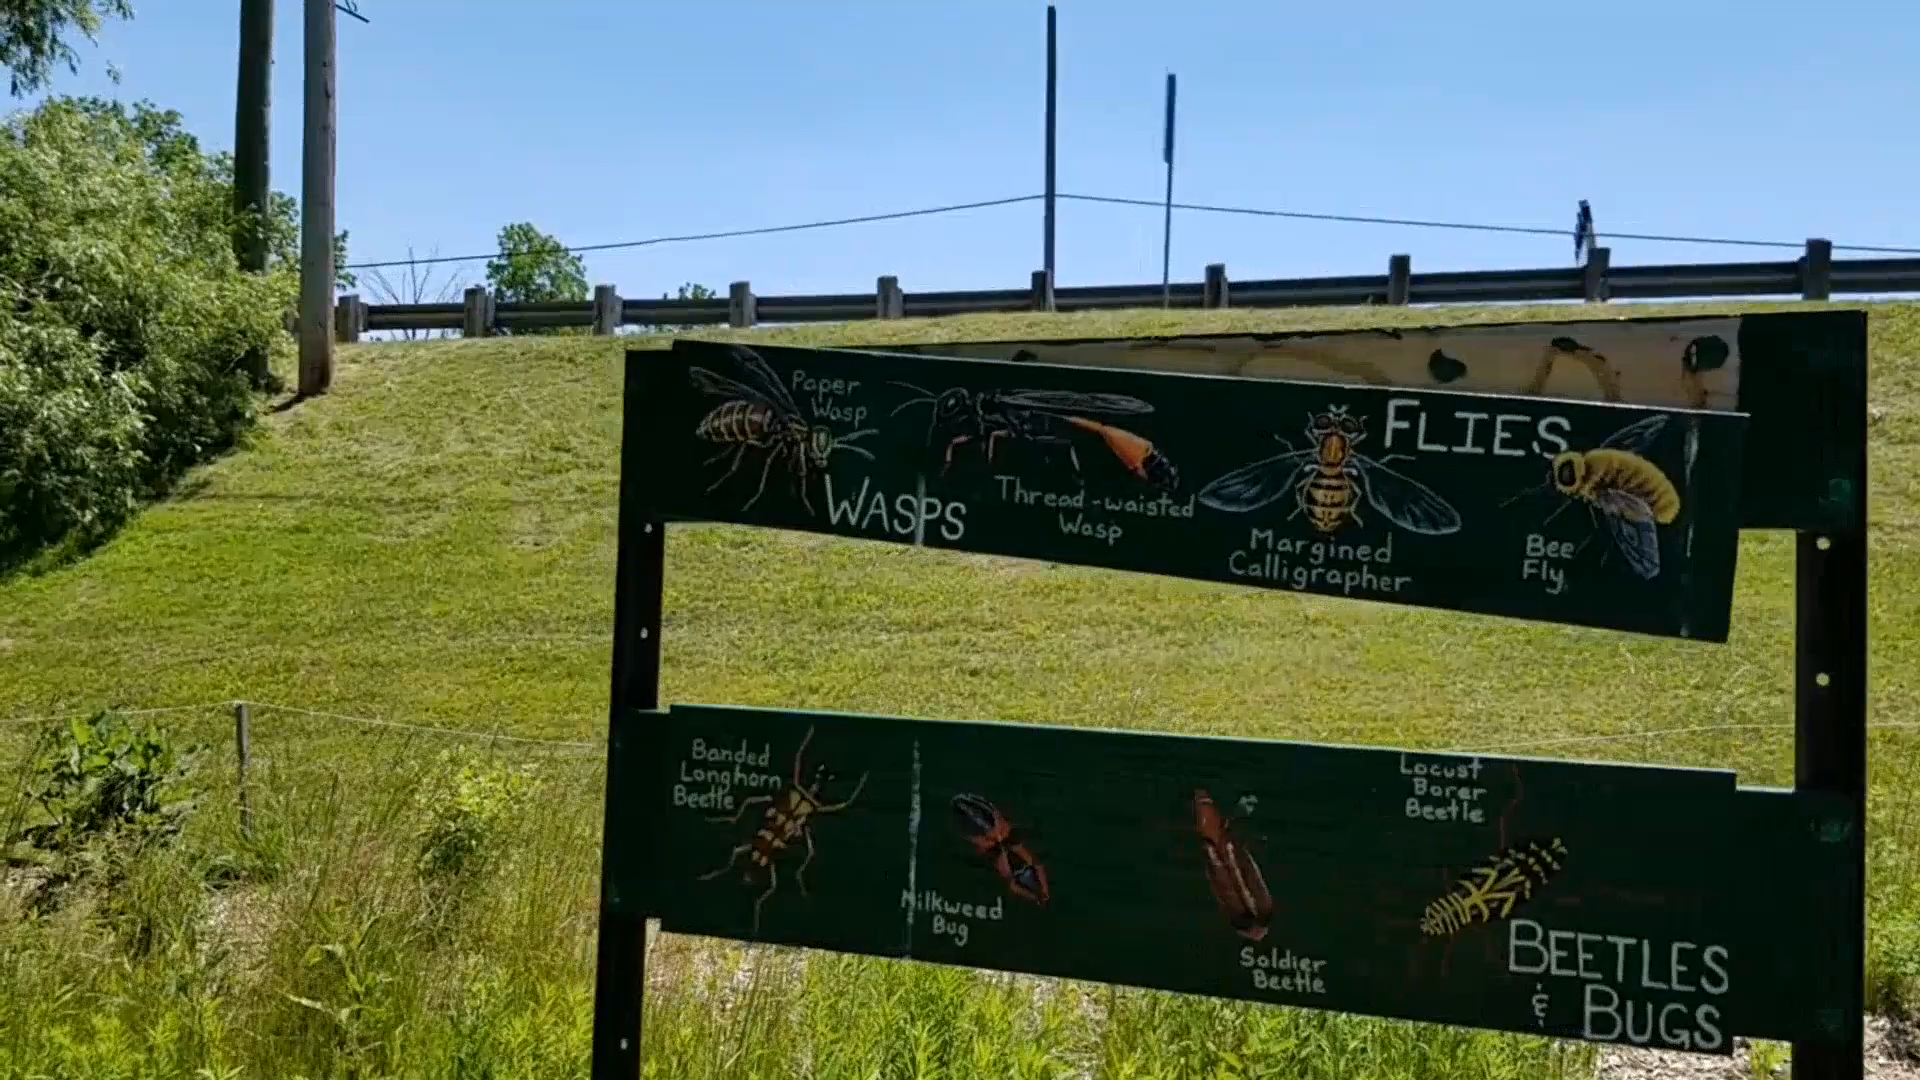 Paper
Wasp
WASPS
Thread-waisted
Wasp
FLIES
Margined
Calligrapher
Bee
Fly
Banded
Longhorn
Beetle
Milkweed
Bug
Soldier
Beetle
Locust
Borer
Beetle
BEETLES
& BUGS